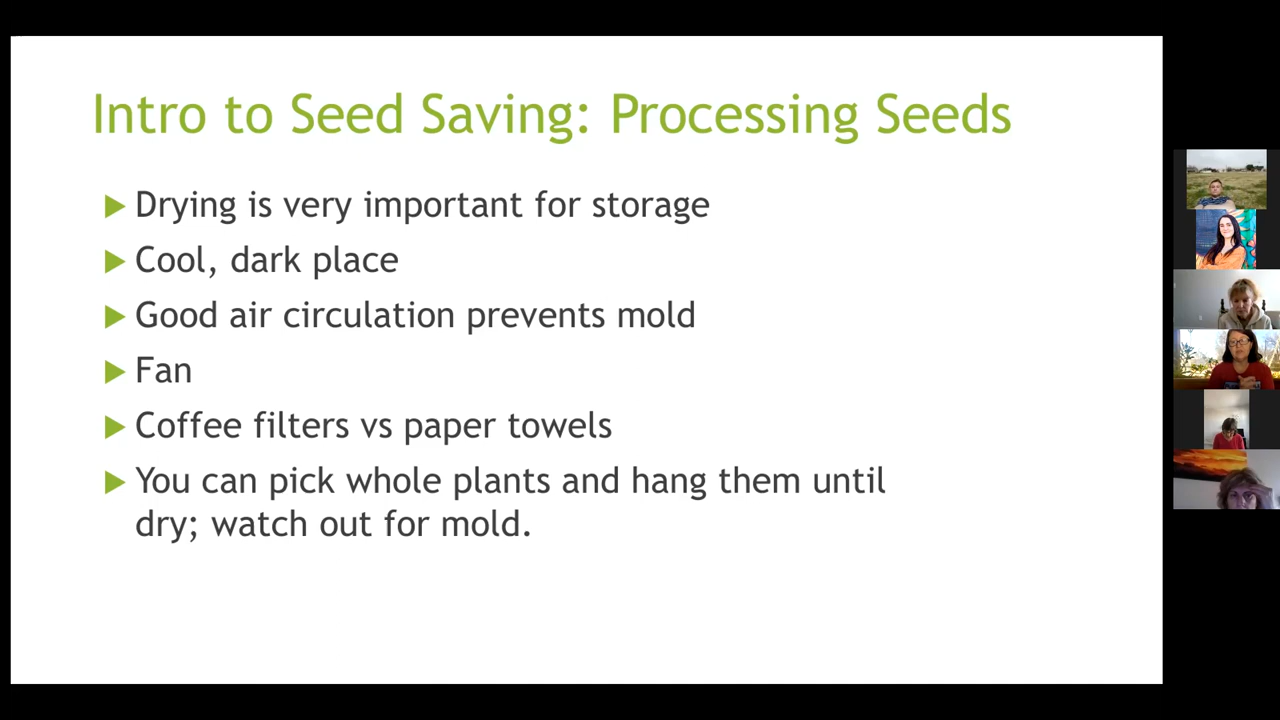 Intro to Seed Saving: Processing Seeds
Drying is very important for storage
Cool, dark place
Good air circulation prevents mold
Fan
Coffee filters vs paper towels
You can pick whole plants and hang them until
dry; watch out for mold.